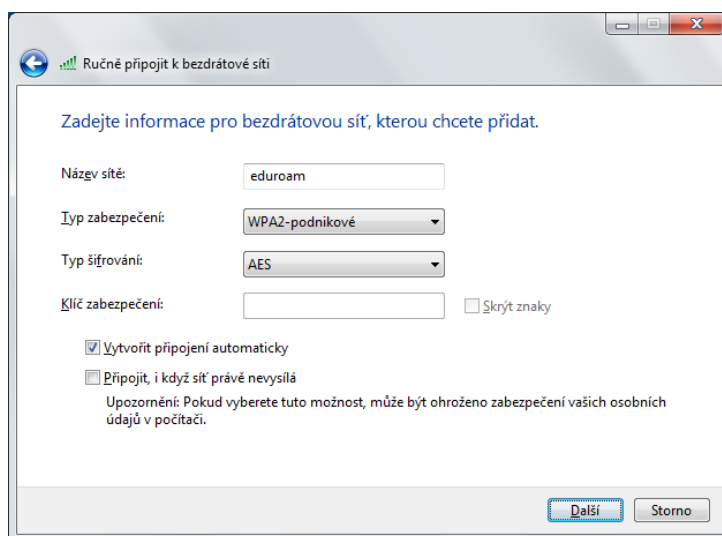 Ručně připojit k bezdrátové síti
Zadejte informace pro bezdrátovou síť, kterou chcete přidat.
Název sítě: eduroam
Typ zabezpečení: WPA2-podnikové
Typ šifrování: AES
Klíč zabezpečení: Skrýt znaky
Vytvořit připojení automaticky
Připojit, i když síť právě nevysílá
Upozornění: Pokud vyberete tuto možnost, může být ohroženo zabezpečení vašich osobních
údajů v počítači.
Další Storno